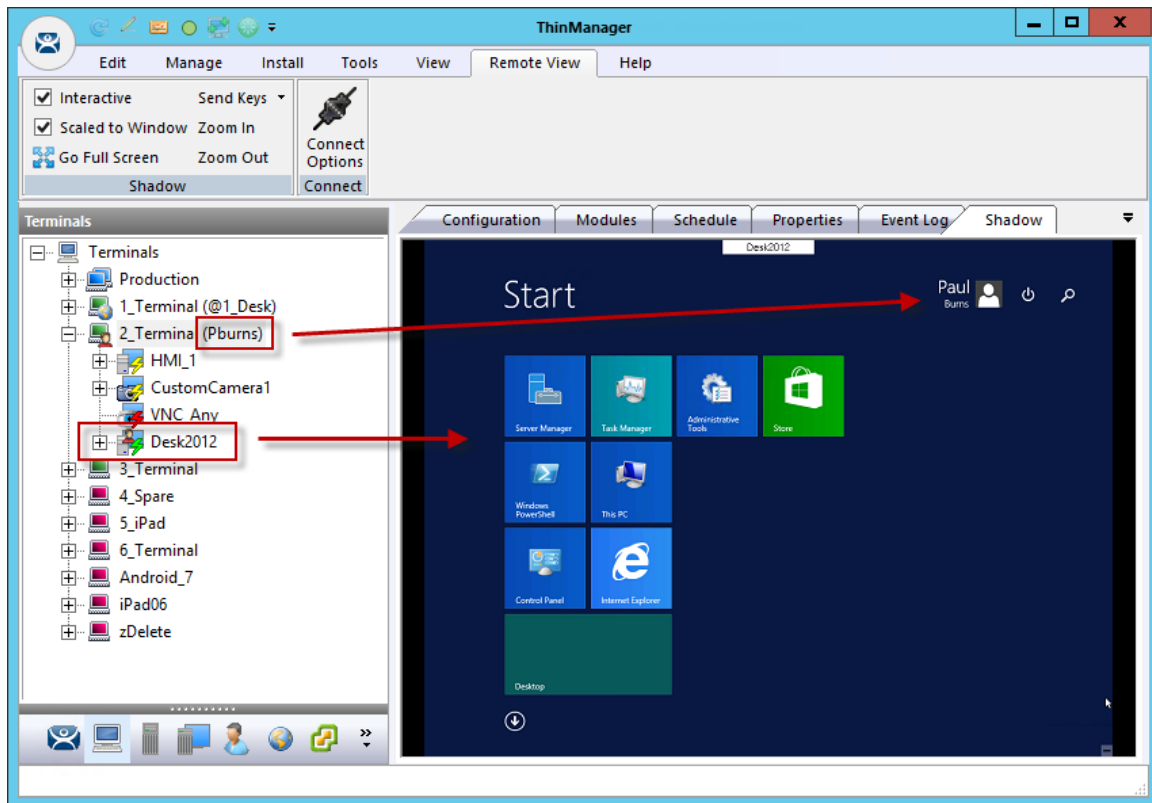 ThinManager
Edit Manage Install Tools View Remote View Help
Interactive Send Keys
Scaled to Window Zoom In
Go Full Screen Zoom Out
Shadow
Connect
Options
Connect
Terminals
Configuration Modules Schedule Properties Event Log Shadow
Terminals
Production
1_Terminal (@1_Desk)
2_Terminal (Pburns)
HMI_1
CustomCamera1
VNC_Any
Desk2012
3_Terminal
4_Spare
5_iPad
6_Terminal
Android_7
iPad06
zDelete
Desk2012
Start
Paul
Burns
Server Manager
Task Manager
Administrative
Tools
Store
Windows
PowerShell
This PC
Control Panel
Internet Explorer
Desktop